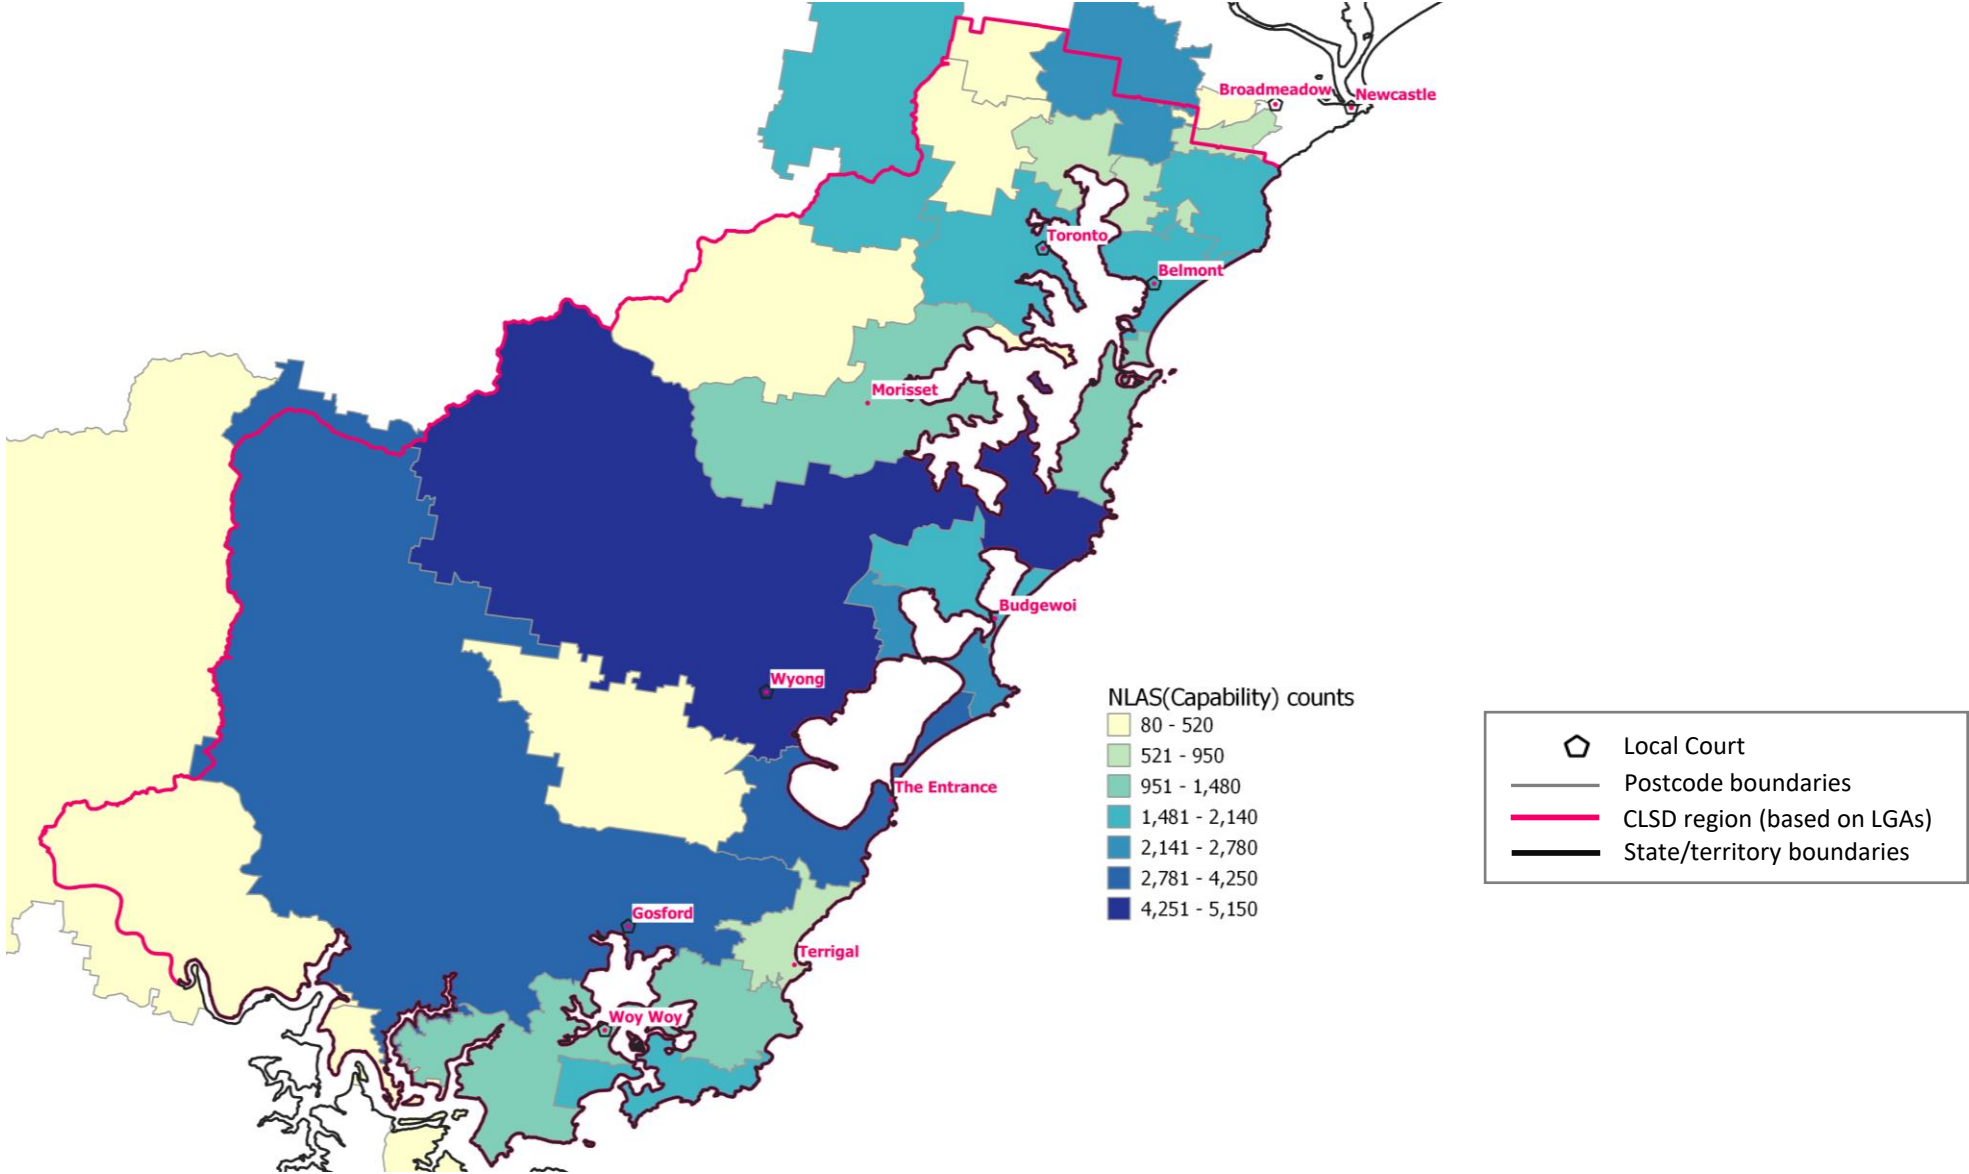 Broadmeadow
Newcastle
Toronto
Belmont
Morisset
Budgewoi
Wyong
The Entrance
Gosford
Terrigal
Woy Woy
NLAS(Capability) counts
80 - 520
521 - 950
951 - 1,480
1,481 - 2,140
2,141 - 2,780
2,781 - 4,250
4,251 - 5,150
Local Court
Postcode boundaries
CLSD region (based on LGAs)
State/territory boundaries